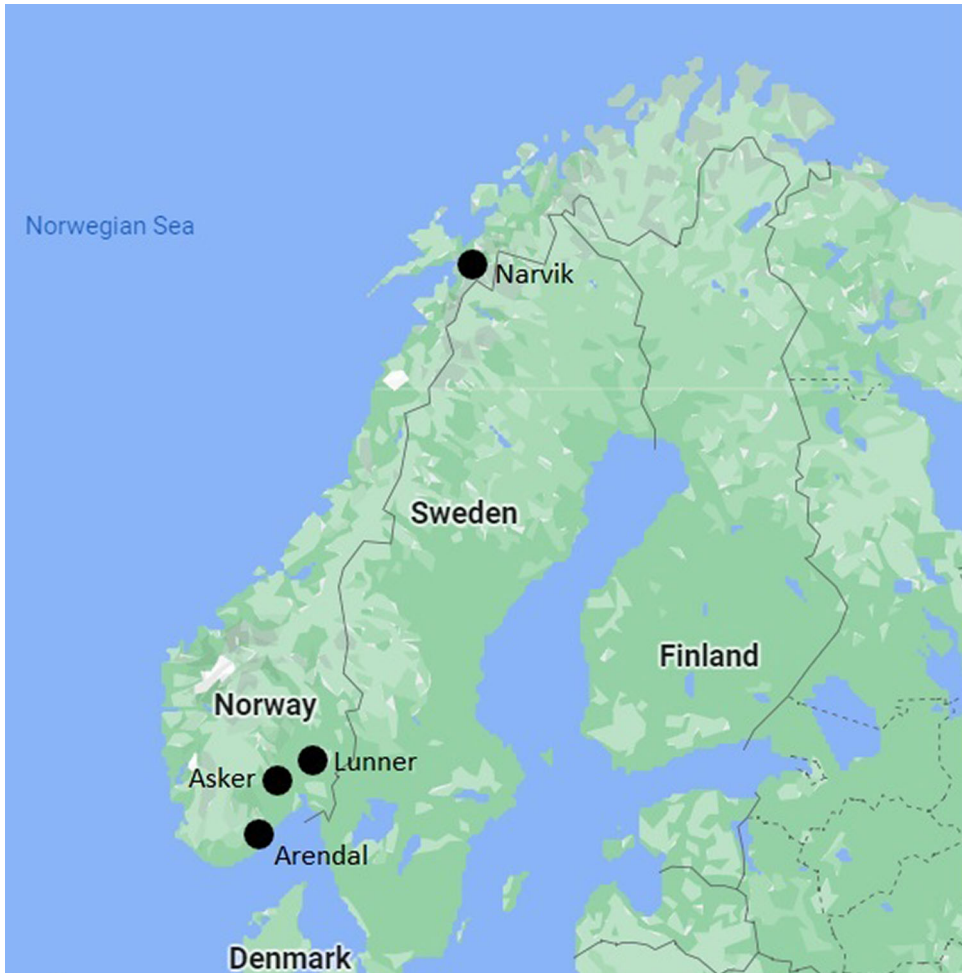 Norwegian Sea
Narvik
Sweden
Finland
Norway
Lunner
Asker
Arendal
Denmark